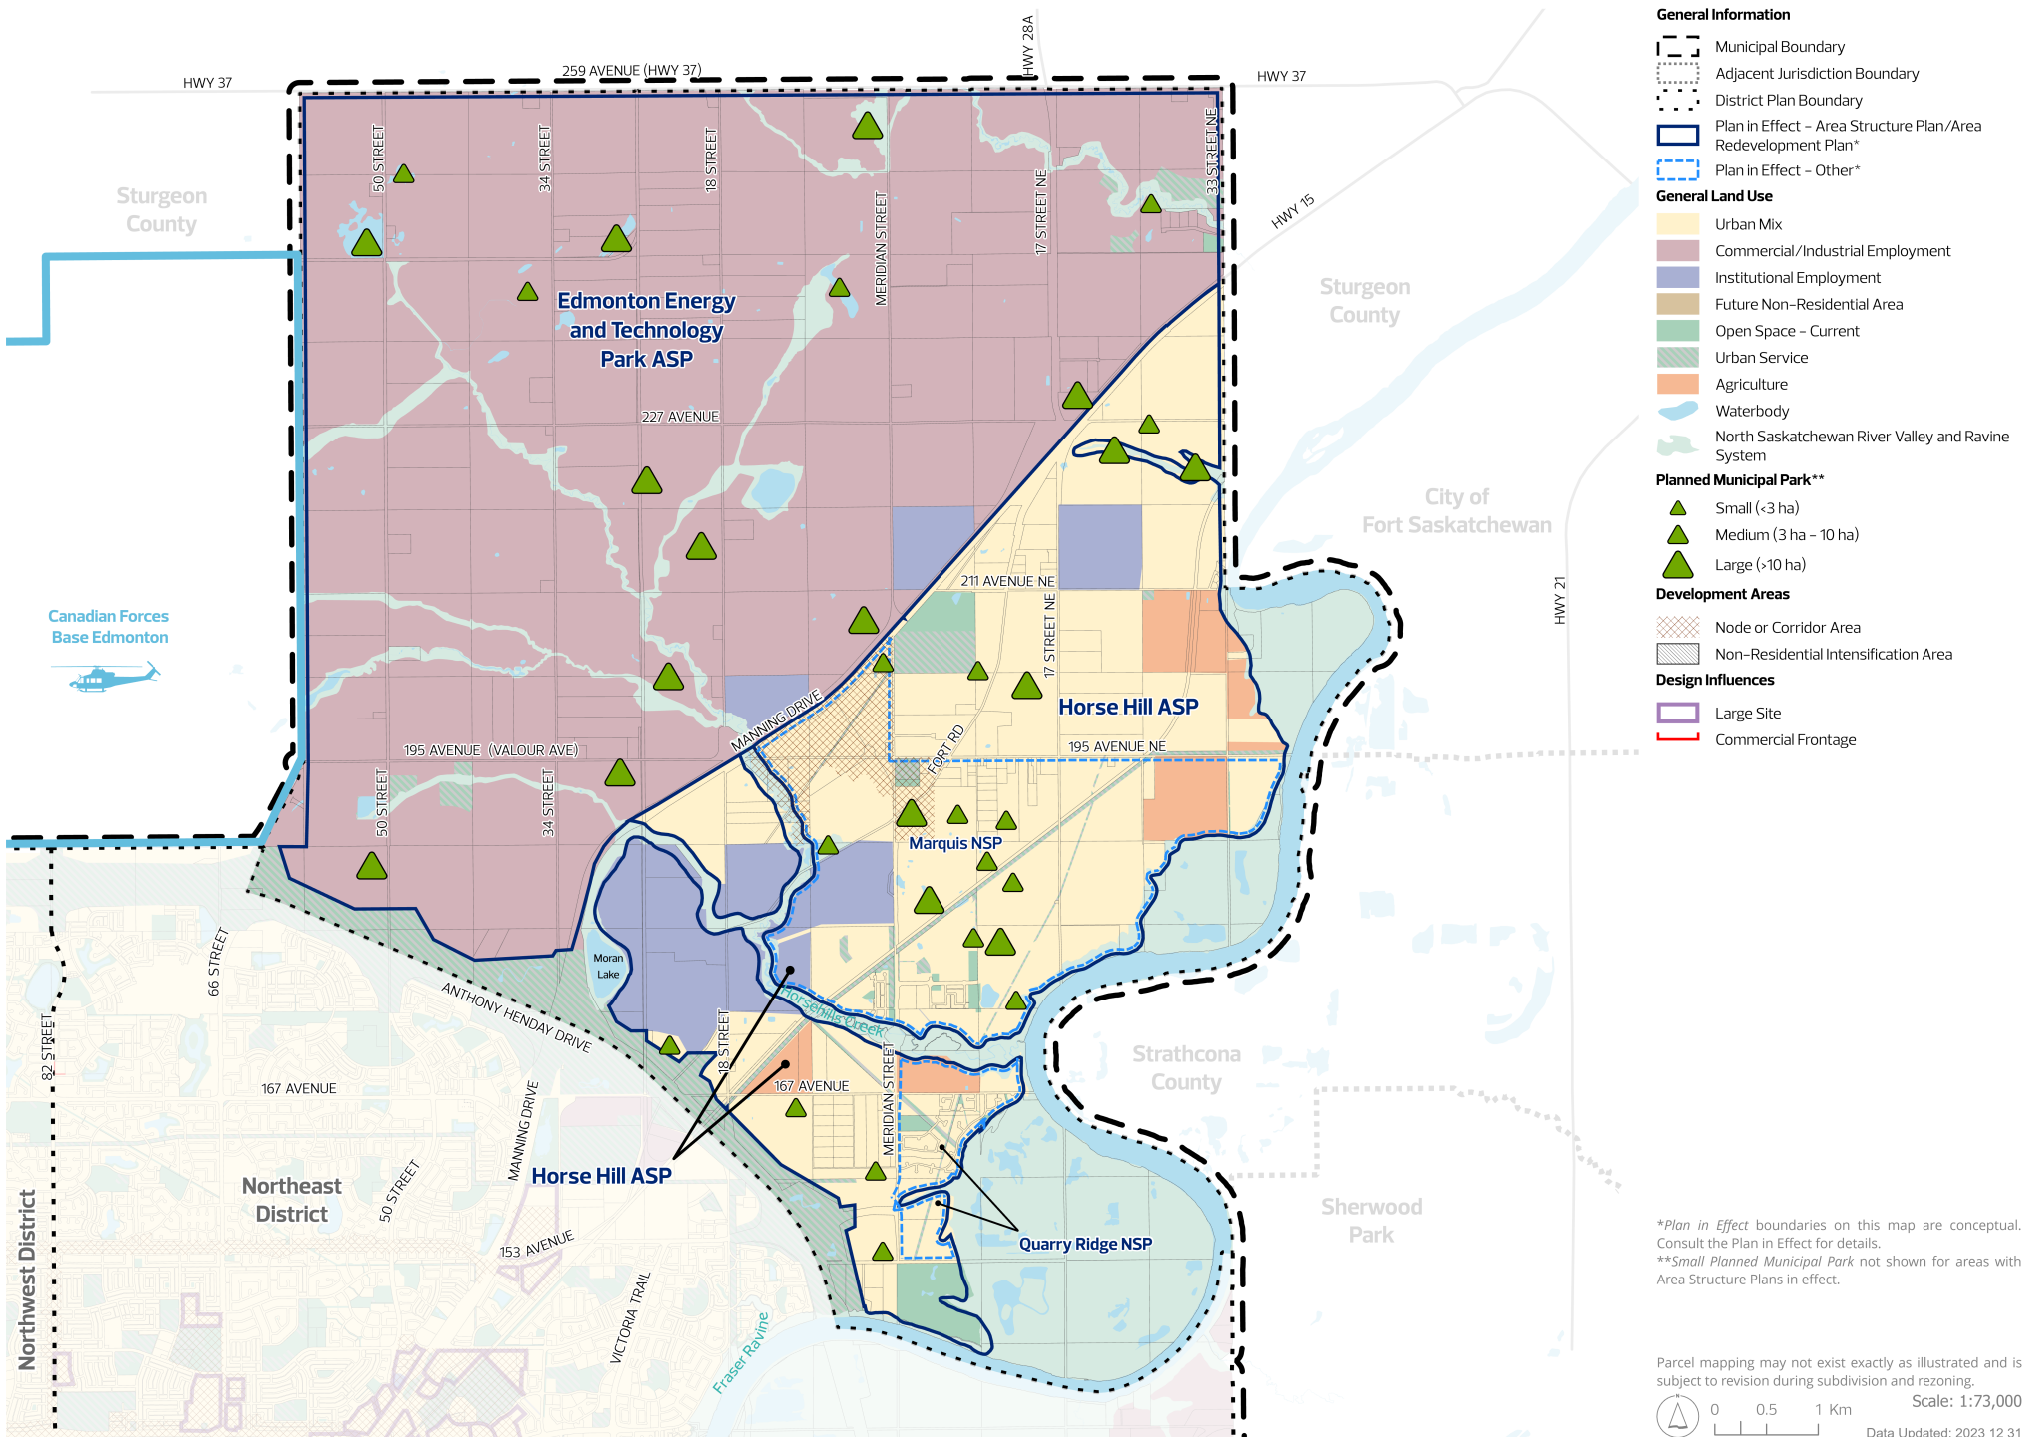 HWY 28A
259 AVENUE (HWY 37)
HWY 37
HWY 37
50 STREET
34 STREET
18 STREET
MERIDIAN STREET
17 STREET NE
33 STREET NE
HWY 15
Sturgeon
County
Edmonton Energy
and Technology
Park ASP
Sturgeon
County
227 AVENUE
City of
Fort Saskatchewan
211 AVENUE NE
17 STREET NE
HWY 21
Canadian Forces
Base Edmonton
Horse Hill ASP
MANNING DRIVE
195 AVENUE (VALOUR AVE)
FORT RD
195 AVENUE NE
50 STREET
34 STREET
Marquis NSP
Moran
Lake
66 STREET
ANTHONY HENDAY DRIVE
Horsehills Creek
82 STREET
18 STREET
MERIDIAN STREET
Strathcona
County
167 AVENUE
167 AVENUE
MANNING DRIVE
Horse Hill ASP
Northeast
District
50 STREET
Sherwood
Park
153 AVENUE
Quarry Ridge NSP
Northwest District
VICTORIA TRAIL
Fraser Ravine
General Information
Municipal Boundary
Adjacent Jurisdiction Boundary
District Plan Boundary
Plan in Effect - Area Structure Plan/Area
Redevelopment Plan*
Plan in Effect - Other*
General Land Use
Urban Mix
Commercial/Industrial Employment
Institutional Employment
Future Non-Residential Area
Open Space - Current
Urban Service
Agriculture
Waterbody
North Saskatchewan River Valley and Ravine
System
Planned Municipal Park**
Small (<3 ha)
Medium (3 ha - 10 ha)
Large (>10 ha)
Development Areas
Node or Corridor Area
Non-Residential Intensification Area
Design Influences
Large Site
Commercial Frontage
*Plan in Effect boundaries on this map are conceptual.
Consult the Plan in Effect for details.
**Small Planned Municipal Park not shown for areas with
Area Structure Plans in effect.
Parcel mapping may not exist exactly as illustrated and is
subject to revision during subdivision and rezoning.
Scale: 1:73,000
N
0 0.5 1 Km
Data Updated: 2023 12 31